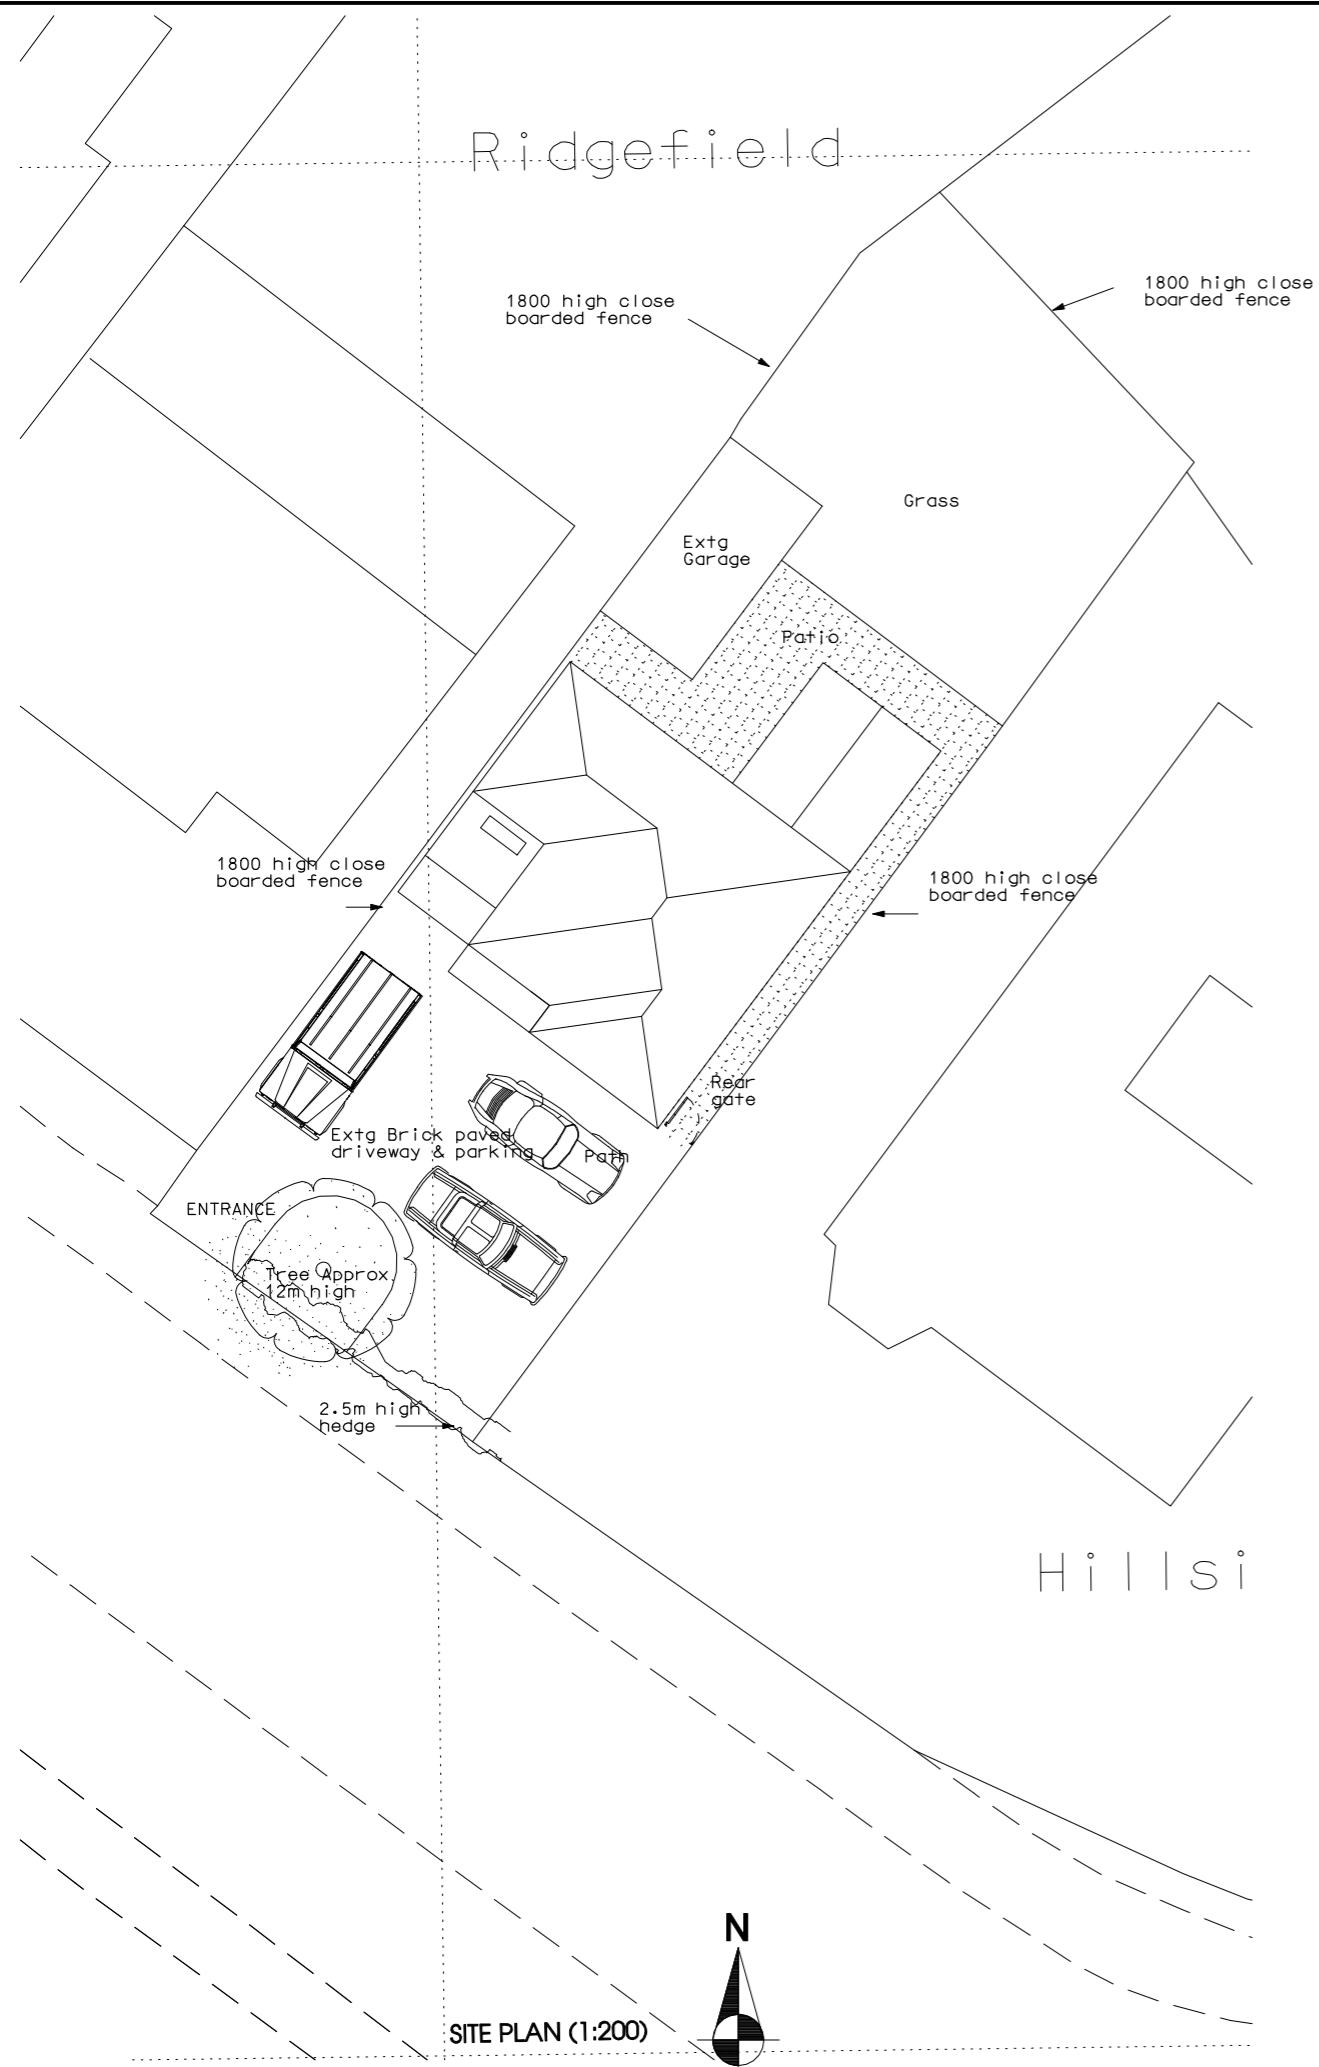 Ridgefield
1800 high close
boarded fence
1800 high close
boarded fence
Grass
Extg
Garage
Patio
1800 high close
boarded fence
1800 high close
boarded fence
Rear
gate
Extg Brick paved
driveway & parking
Path
ENTRANCE
Tree Approx
12m high
2.5m high
hedge
Hillsi
N
SITE PLAN (1:200)